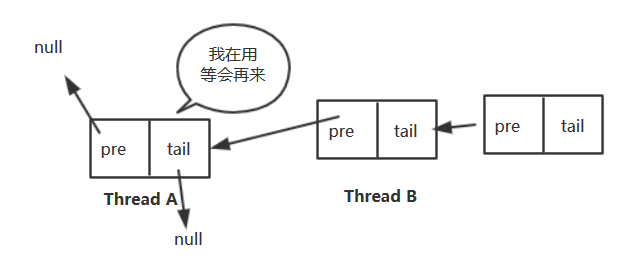 null
我在用
等会再来
pre tail
pre tail
pre tail
Thread A
Thread B
null